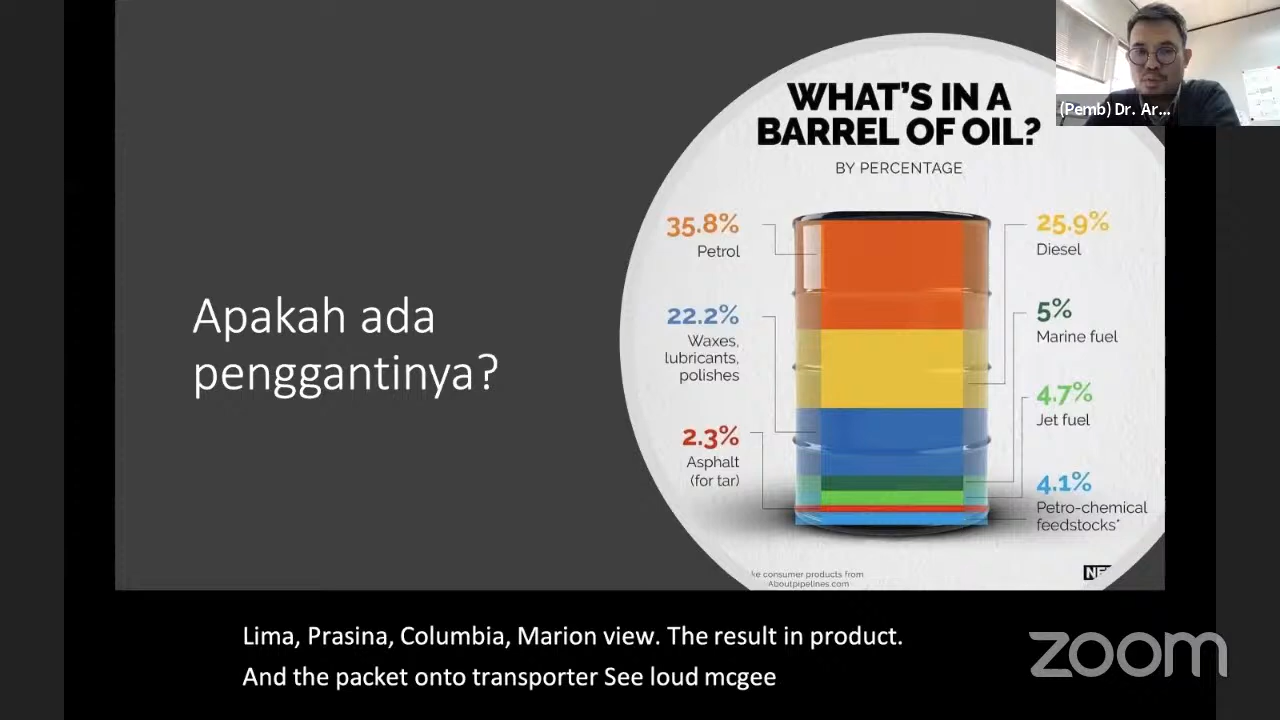 (Pemb) Dr. Ar...
WHAT'S IN A
BARREL OF OIL?
BY PERCENTAGE
Apakah ada
penggantinya?
35.8%
Petrol
22.2%
Waxes,
lubricants,
polishes
2.3%
Asphalt
(for tar)
25.9%
Diesel
5%
Marine fuel
4.7%
Jet fuel
4.1%
Petro-chemical
feedstocks*
consumer products from
Aboutpipelines.com
Lima, Prasina, Columbia, Marion view. The result in product.
And the packet onto transporter See loud mcgee
zoom